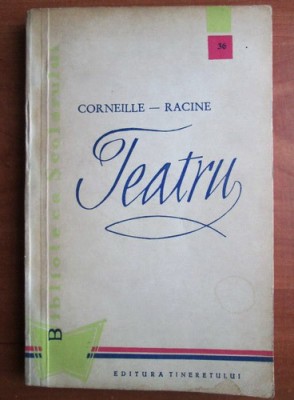 36
CORNEILLE — RACINE
Teatru
Biblioteca Școlarului
EDITURA TINERETULUI